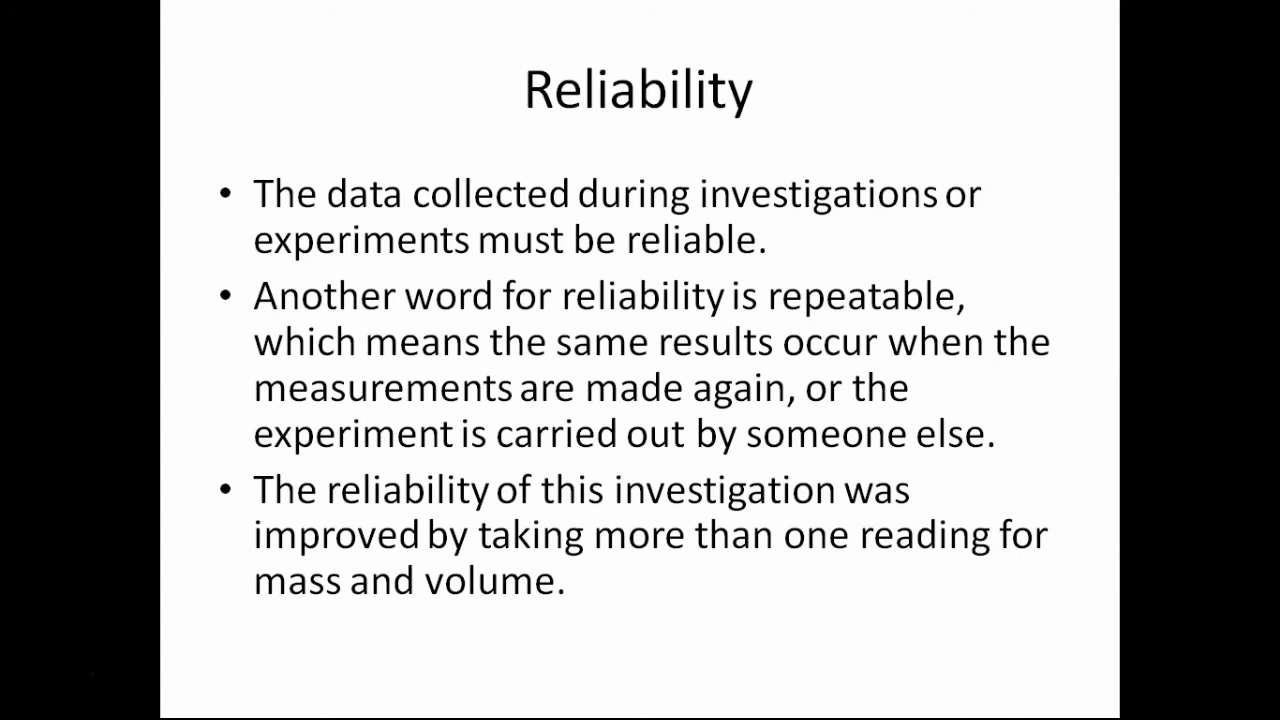 Reliability
• The data collected during investigations or
experiments must be reliable.
• Another word for reliability is repeatable,
which means the same results occur when the
measurements are made again, or the
experiment is carried out by someone else.
• The reliability of this investigation was
improved by taking more than one reading for
mass and volume.